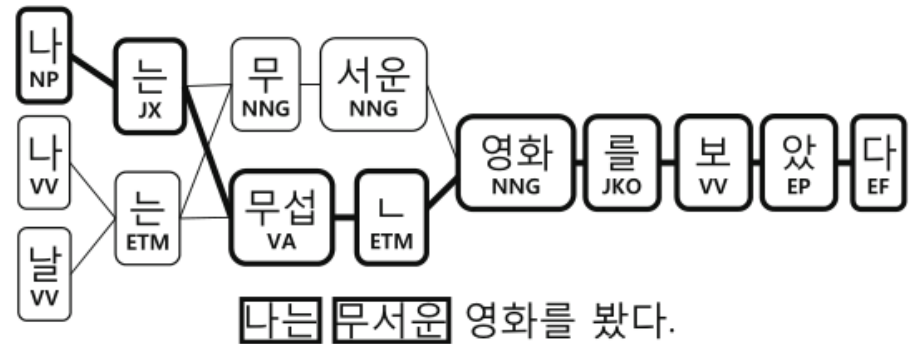 나 NP
는 JX
무 NNG
서운 NNG
나 VV
는 ETM
무섭 VA
ㄴ ETM
영화 NNG
를 JKO
보 VV
았 EP
다 EF
날 VV
나는 무서운 영화를 봤다.